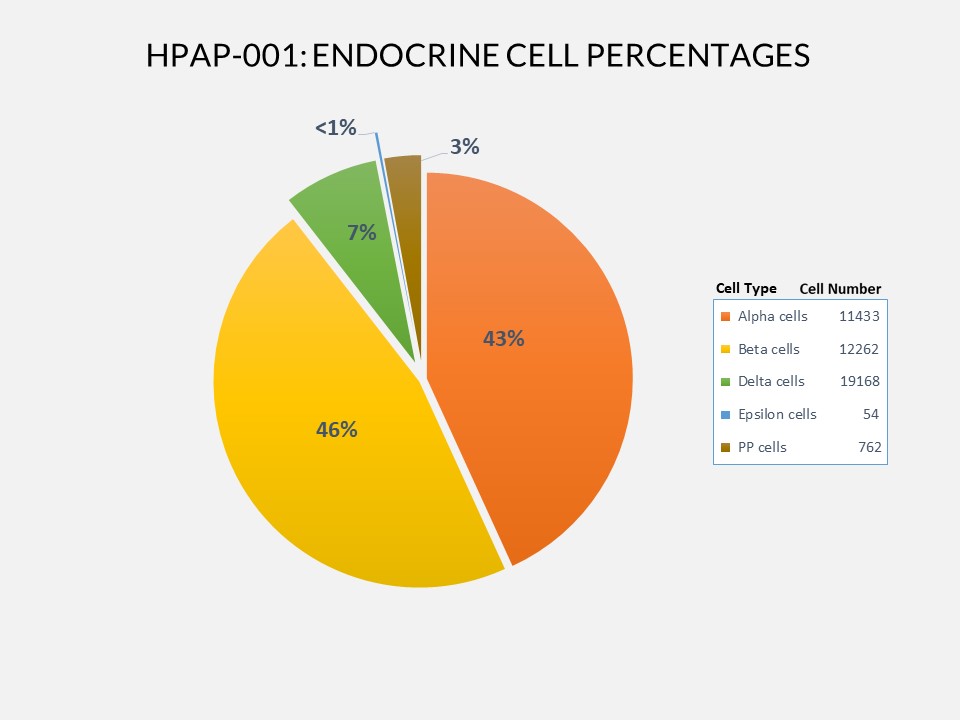 HPAP-001: ENDOCRINE CELL PERCENTAGES
<1%
3%
7%
43%
46%
Cell Type Cell Number
Alpha cells 11433
Beta cells 12262
Delta cells 19168
Epsilon cells 54
PP cells 762